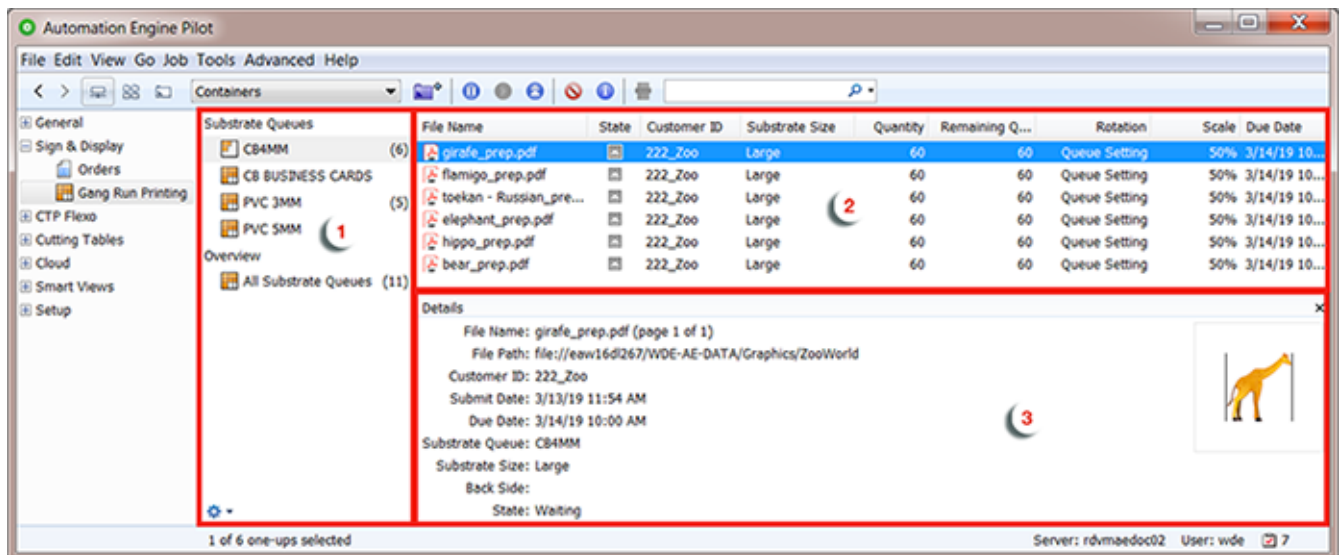 Automation Engine Pilot
File Edit View Go Job Tools Advanced Help
Containers
General
Sign & Display
Orders
Gang Run Printing
CTP Flexo
Cutting Tables
Cloud
Smart Views
Setup
Substrate Queues
CB4MM (6)
CB BUSINESS CARDS
PVC 3MM (5)
PVC 5MM
1
Overview
All Substrate Queues (11)
File Name State Customer ID Substrate Size Quantity Remaining Q... Rotation Scale Due Date
girafe_prep.pdf 222_Zoo Large 60 60 Queue Setting 50% 3/14/19 10...
flamigo_prep.pdf 222_Zoo Large 60 60 Queue Setting 50% 3/14/19 10...
toekan - Russian_pre... 222_Zoo Large 60 60 Queue Setting 50% 3/14/19 10...
elephant_prep.pdf 222_Zoo Large 60 60 Queue Setting 50% 3/14/19 10...
hippo_prep.pdf 222_Zoo Large 60 60 Queue Setting 50% 3/14/19 10...
bear_prep.pdf 222_Zoo Large 60 60 Queue Setting 50% 3/14/19 10...
2
Details
File Name: girafe_prep.pdf (page 1 of 1)
File Path: file://eaw16dl267/WDE-AE-DATA/Graphics/ZooWorld
Customer ID: 222_Zoo
Submit Date: 3/13/19 11:54 AM
Due Date: 3/14/19 10:00 AM
Substrate Queue: CB4MM
Substrate Size: Large
Back Side:
State: Waiting
3
1 of 6 one-ups selected
Server: rdvmaedoc02 User: wde 7